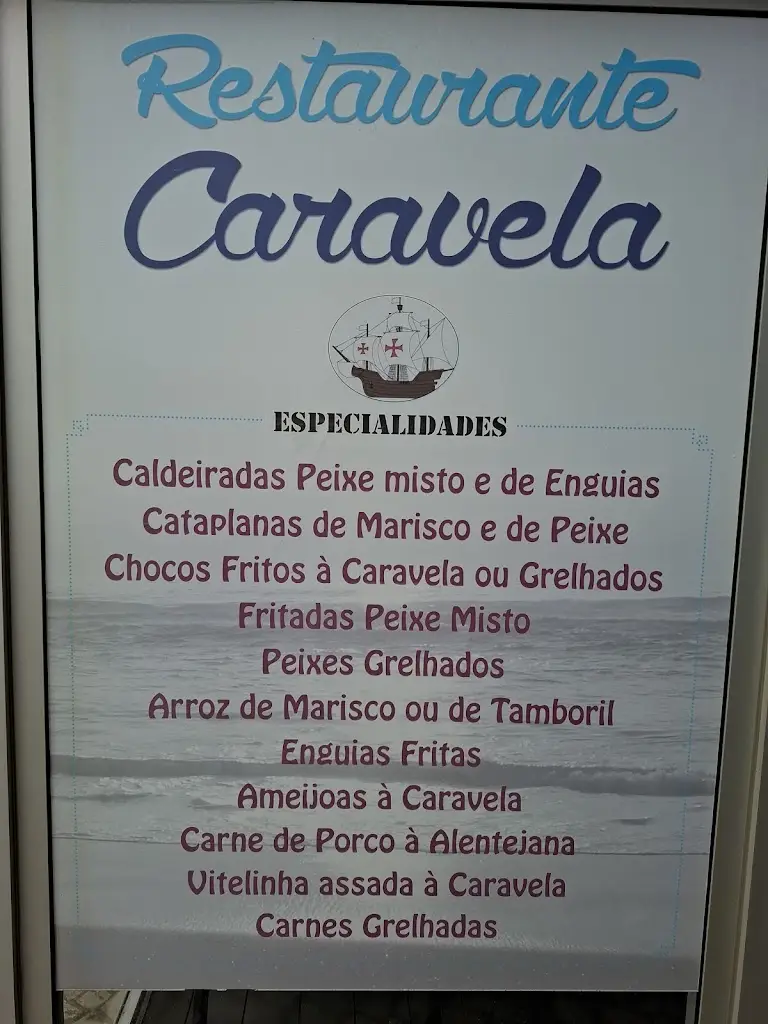 Restaurante
Caravela
ESPECIALIDADES
Caldeiradas Peixe misto e de Enguias
Cataplanas de Marisco e de Peixe
Chocos Fritos à Caravela ou Grelhados
Fritadas Peixe Misto
Peixes Grelhados
Arroz de Marisco ou de Tamboril
Enguias Fritas
Ameijoas à Caravela
Carne de Porco à Alentejana
Vitelinha assada à Caravela
Carnes Grelhadas